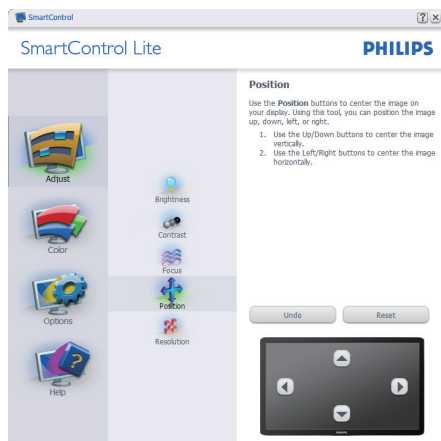 SmartControl
? x
SmartControl Lite
PHILIPS
Adjust
Color
Options
Help
Brightness
Contrast
Focus
Position
Resolution
Position
Use the Position buttons to center the image on
your display. Using this tool, you can position the image
up, down, left, or right.
1. Use the Up/Down buttons to center the image
vertically.
2. Use the Left/Right buttons to center the image
horizontally.
Undo
Reset
PHILIPS